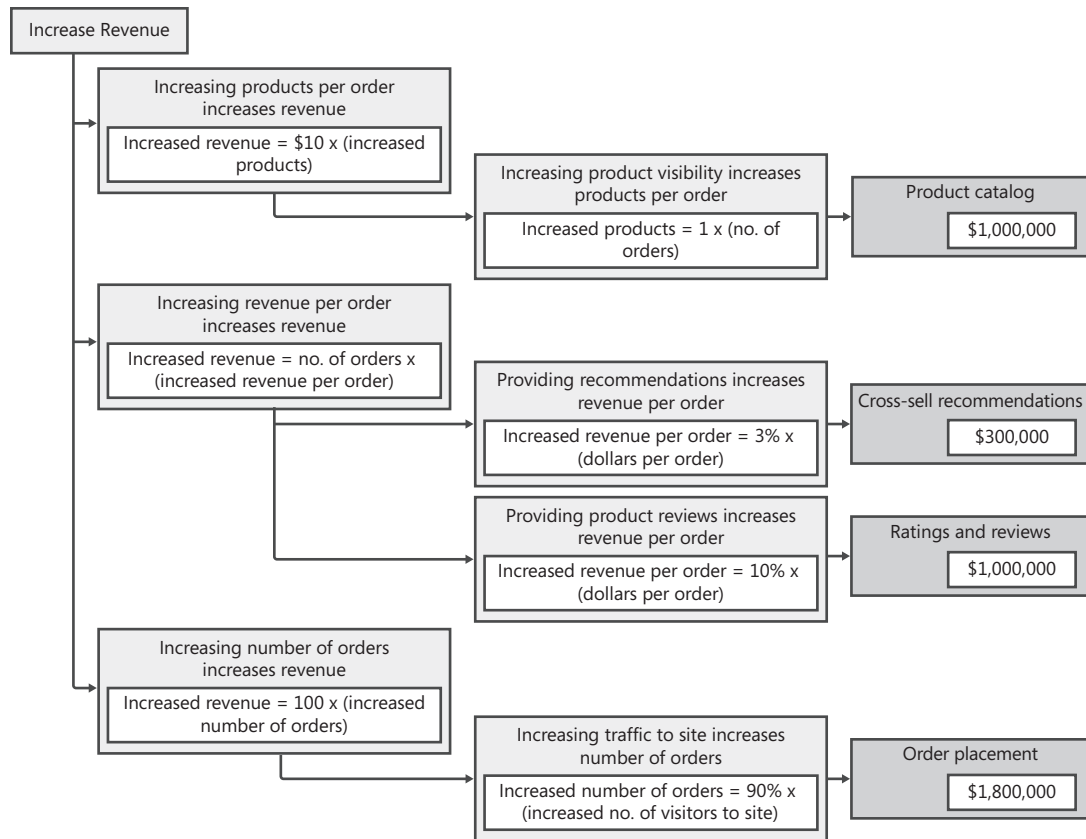 Increase Revenue
Increasing products per order
increases revenue
Increased revenue = $10 x (increased
products)
Increasing product visibility increases
products per order
Increased products = 1 x (no. of
orders)
Product catalog
$1,000,000
Increasing revenue per order
increases revenue
Increased revenue = no. of orders x
(increased revenue per order)
Providing recommendations increases
revenue per order
Increased revenue per order = 3% x
(dollars per order)
Cross-sell recommendations
$300,000
Providing product reviews increases
revenue per order
Increased revenue per order = 10% x
(dollars per order)
Ratings and reviews
$1,000,000
Increasing number of orders
increases revenue
Increased revenue = 100 x (increased
number of orders)
Increasing traffic to site increases
number of orders
Increased number of orders = 90% x
(increased no. of visitors to site)
Order placement
$1,800,000